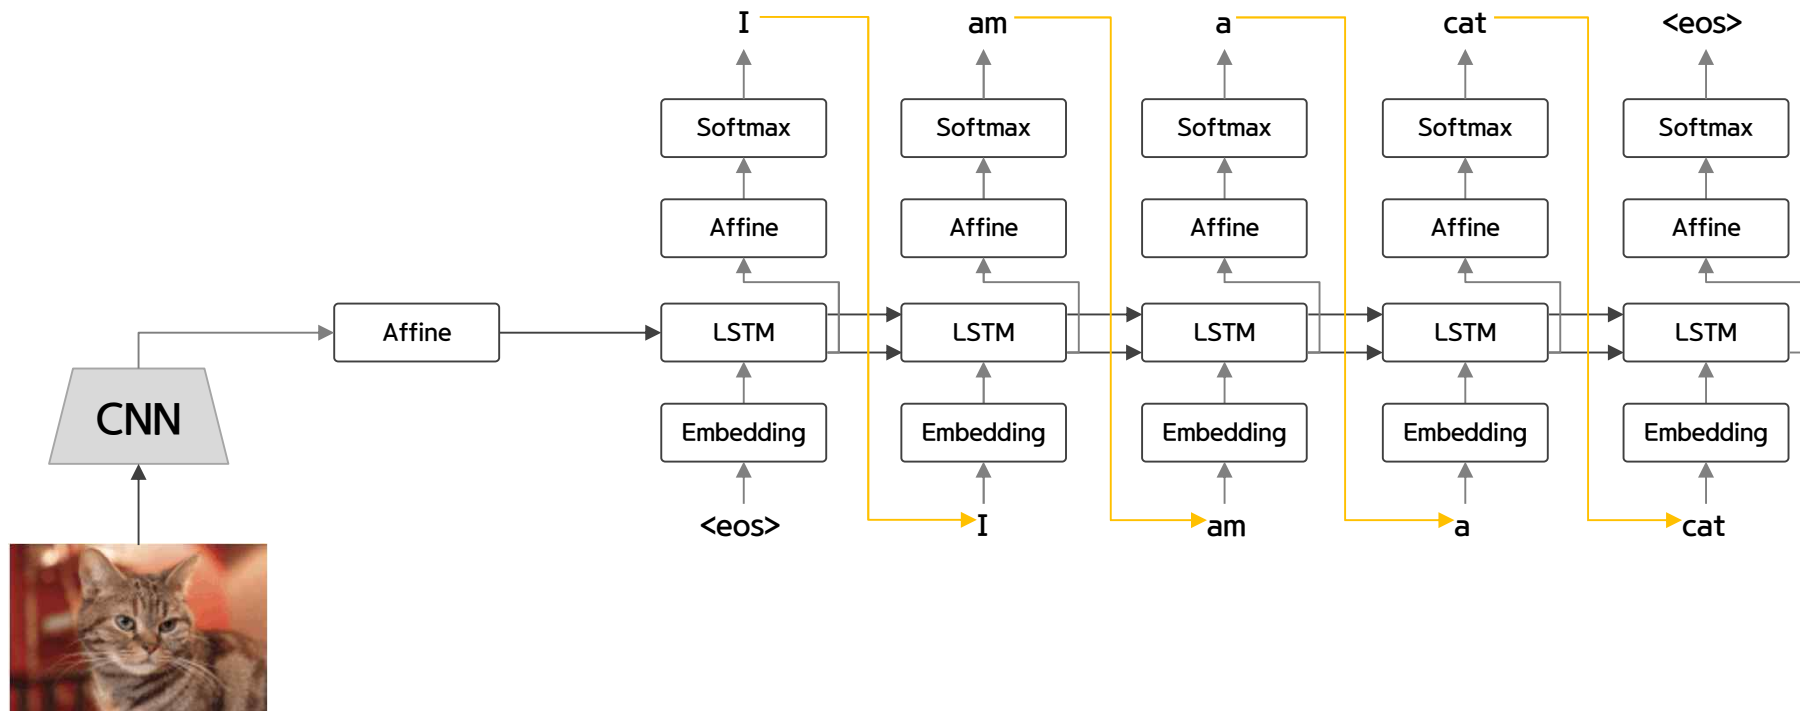 I am a cat <eos>
Softmax Softmax Softmax Softmax Softmax
Affine Affine Affine Affine Affine
Affine LSTM LSTM LSTM LSTM LSTM
CNN
Embedding Embedding Embedding Embedding Embedding
<eos> I am a cat